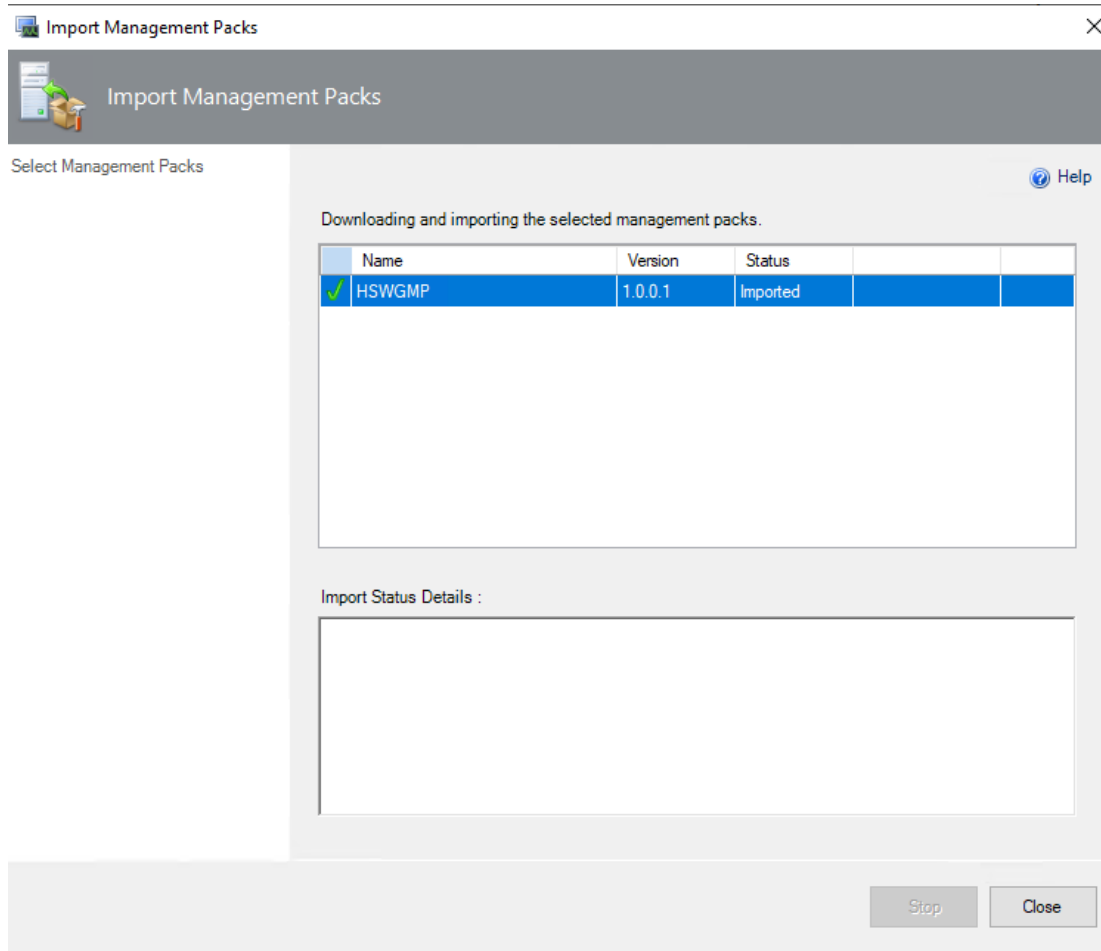 Import Management Packs
Import Management Packs
Select Management Packs
Help
Downloading and importing the selected management packs.
Name Version Status
HSWGMP 1.0.0.1 Imported
Import Status Details :
Stop Close